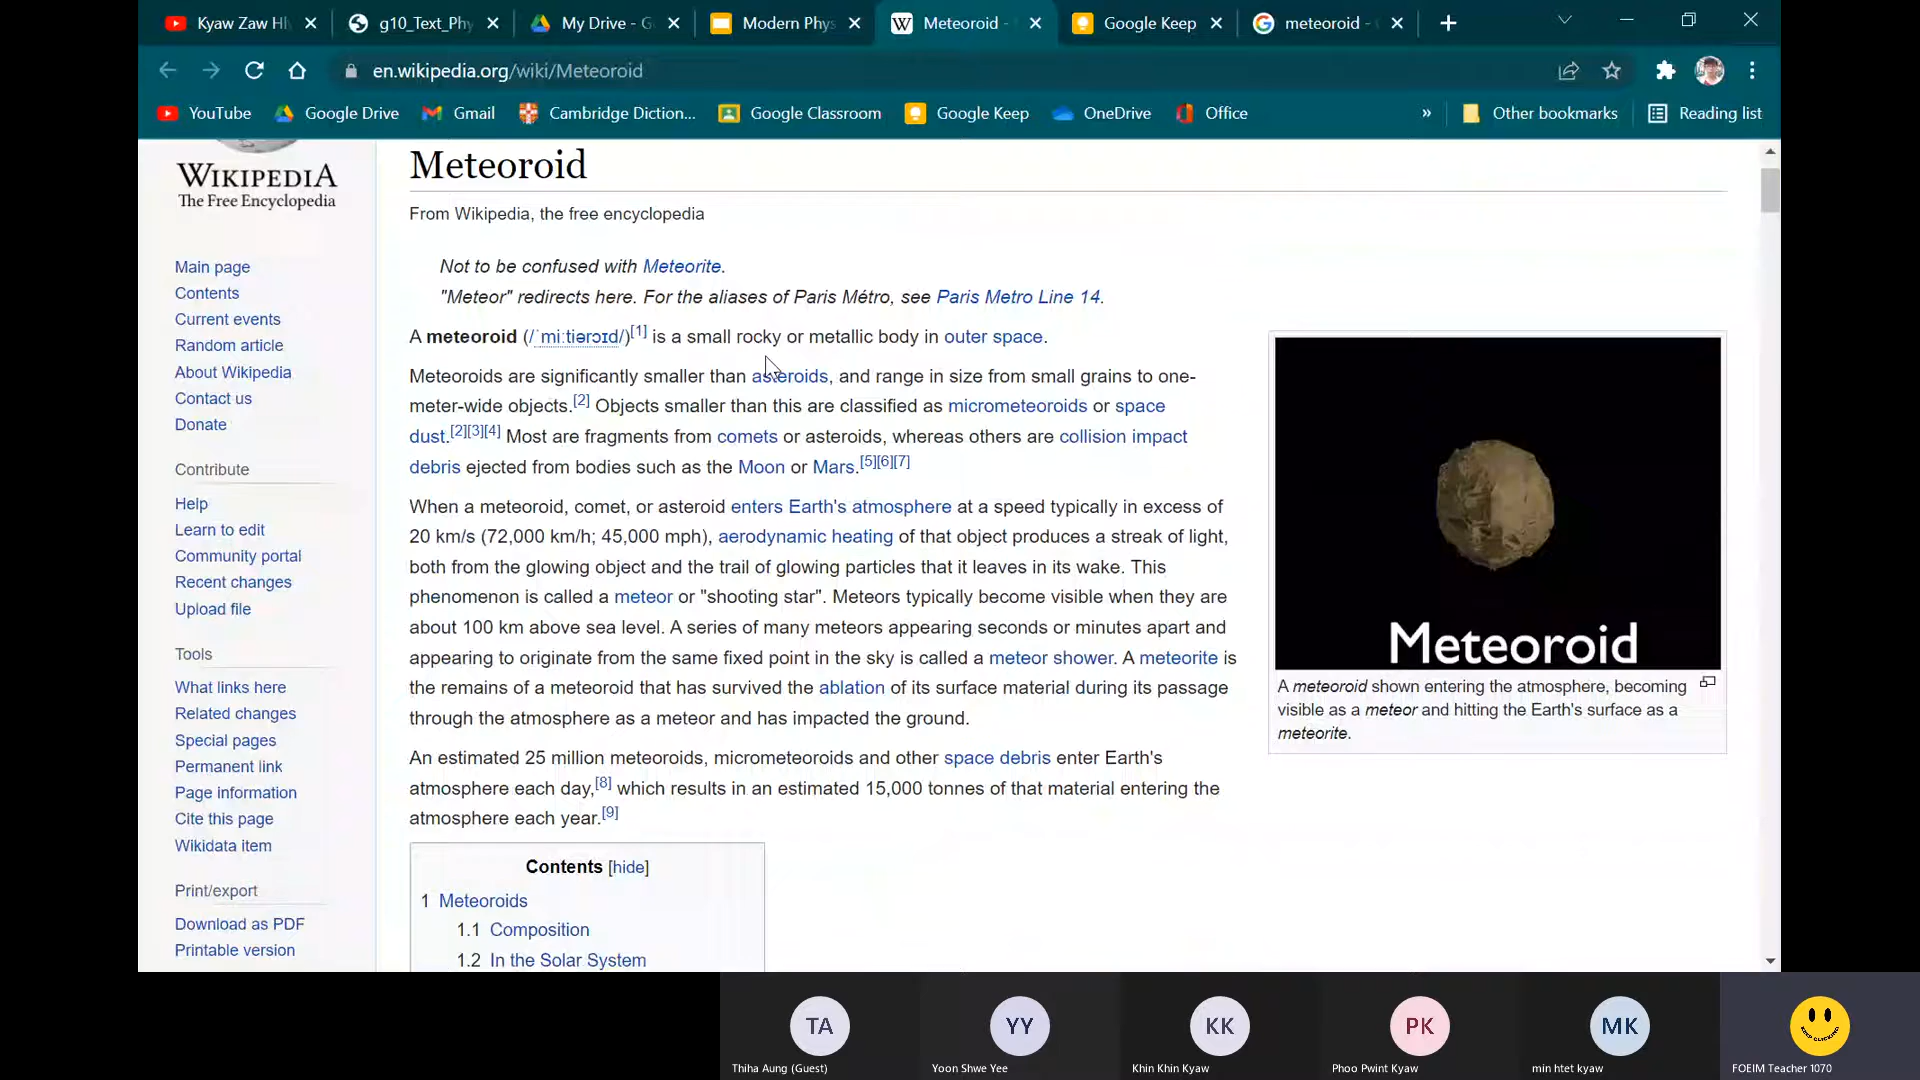 Kyaw Zaw Hl
g10_Text_Phy
My Drive - G
Modern Phys
Meteoroid -
Google Keep
meteoroid -
en.wikipedia.org/wiki/Meteoroid
YouTube
Google Drive
Gmail
Cambridge Diction...
Google Classroom
Google Keep
OneDrive
Office
»
Other bookmarks
Reading list
WIKIPEDIA
The Free Encyclopedia
Main page
Contents
Current events
Random article
About Wikipedia
Contact us
Donate
Contribute
Help
Learn to edit
Community portal
Recent changes
Upload file
Tools
What links here
Related changes
Special pages
Permanent link
Page information
Cite this page
Wikidata item
Print/export
Download as PDF
Printable version
Meteoroid
From Wikipedia, the free encyclopedia
Not to be confused with Meteorite.
"Meteor" redirects here. For the aliases of Paris Métro, see Paris Metro Line 14.
A meteoroid (/ˈmiːtiərɔɪd/)[1] is a small rocky or metallic body in outer space.
Meteoroids are significantly smaller than asteroids, and range in size from small grains to one-
meter-wide objects.[2] Objects smaller than this are classified as micrometeoroids or space
dust.[2][3][4] Most are fragments from comets or asteroids, whereas others are collision impact
debris ejected from bodies such as the Moon or Mars.[5][6][7]
When a meteoroid, comet, or asteroid enters Earth's atmosphere at a speed typically in excess of
20 km/s (72,000 km/h; 45,000 mph), aerodynamic heating of that object produces a streak of light,
both from the glowing object and the trail of glowing particles that it leaves in its wake. This
phenomenon is called a meteor or "shooting star". Meteors typically become visible when they are
about 100 km above sea level. A series of many meteors appearing seconds or minutes apart and
appearing to originate from the same fixed point in the sky is called a meteor shower. A meteorite is
the remains of a meteoroid that has survived the ablation of its surface material during its passage
through the atmosphere as a meteor and has impacted the ground.
An estimated 25 million meteoroids, micrometeoroids and other space debris enter Earth's
atmosphere each day,[8] which results in an estimated 15,000 tonnes of that material entering the
atmosphere each year.[9]
Contents [hide]
1 Meteoroids
1.1 Composition
1.2 In the Solar System
Meteoroid
A meteoroid shown entering the atmosphere, becoming
visible as a meteor and hitting the Earth's surface as a
meteorite.
TA
YY
KK
PK
MK
KEEP CLICKING
Thiha Aung (Guest)
Yoon Shwe Yee
Khin Khin Kyaw
Phoo Pwint Kyaw
min htet kyaw
FOEIM Teacher 1070